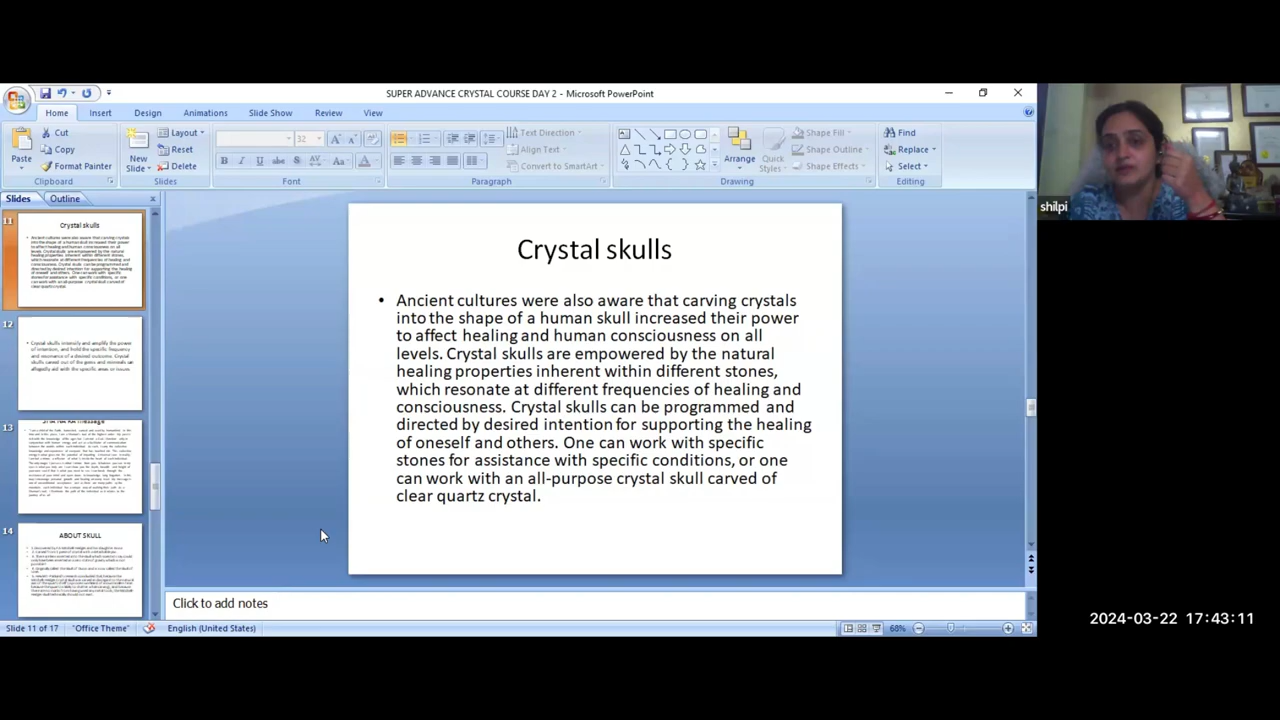 SUPER ADVANCE CRYSTAL COURSE DAY 2 - Microsoft PowerPoint
Home Insert Design Animations Slide Show Review View
Cut
Copy
Format Painter
Paste
Clipboard
New
Slide
Layout
Reset
Delete
Slides
32
Font
Text Direction
Align Text
Convert to SmartArt
Paragraph
Arrange
Quick
Styles
Shape Fill
Shape Outline
Shape Effects
Drawing
Find
Replace
Select
Editing
shilpi
Slides Outline
11
Crystal skulls
12
13
14
ABOUT SKULL
Crystal skulls
• Ancient cultures were also aware that carving crystals
into the shape of a human skull increased their power
to affect healing and human consciousness on all
levels. Crystal skulls are empowered by the natural
healing properties inherent within different stones,
which resonate at different frequencies of healing and
consciousness. Crystal skulls can be programmed and
directed by desired intention for supporting the healing
of oneself and others. One can work with specific
stones for assistance with specific conditions, or one
can work with an all-purpose crystal skull carved of
clear quartz crystal.
Click to add notes
Slide 11 of 17 "Office Theme" English (United States) 68%
2024-03-22 17:43:11